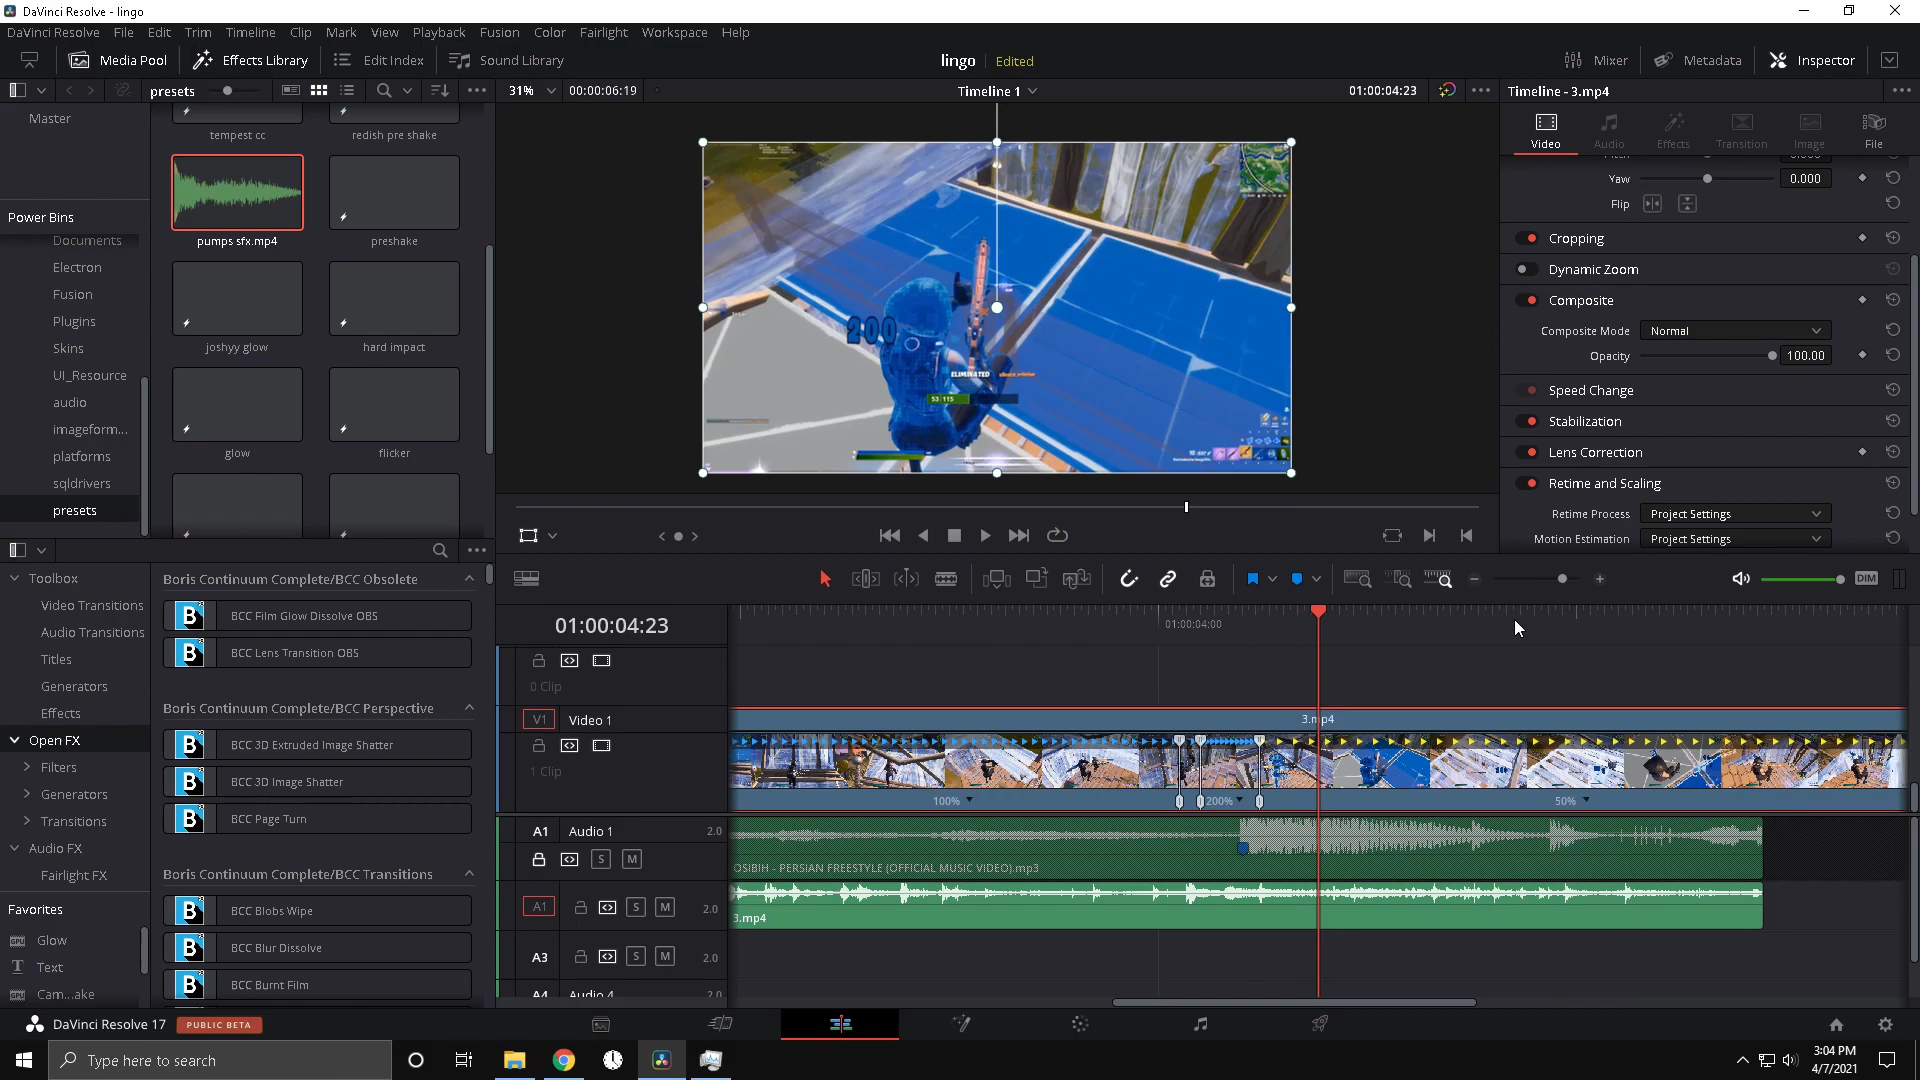 DaVinci Resolve - lingo
DaVinci Resolve File Edit Trim Timeline Clip Mark View Playback Fusion Color Fairlight Workspace Help
Media Pool Effects Library Edit Index Sound Library
lingo Edited
Mixer Metadata Inspector
presets
31% 00:00:06:19 Timeline 1 01:00:04:23
Timeline - 3.mp4
Master
Power Bins
Documents
Electron
Fusion
Plugins
Skins
UI_Resource
audio
imageform...
platforms
sqldrivers
presets
tempest cc redish pre shake
pumps sfx.mp4 preshake
joshyy glow hard impact
glow flicker
200
ELIMINATED
53 115
Video Audio Effects Transition Image File
Pitch 0.000
Yaw 0.000
Flip
Cropping
Dynamic Zoom
Composite
Composite Mode Normal
Opacity 100.00
Speed Change
Stabilization
Lens Correction
Retime and Scaling
Retime Process Project Settings
Motion Estimation Project Settings
Toolbox
Video Transitions
Audio Transitions
Titles
Generators
Effects
Open FX
Filters
Generators
Transitions
Audio FX
Fairlight FX
Favorites
Glow
Text
Cam...ake
Boris Continuum Complete/BCC Obsolete
BCC Film Glow Dissolve OBS
BCC Lens Transition OBS
Boris Continuum Complete/BCC Perspective
BCC 3D Extruded Image Shatter
BCC 3D Image Shatter
BCC Page Turn
Boris Continuum Complete/BCC Transitions
BCC Blobs Wipe
BCC Blur Dissolve
BCC Burnt Film
DIM
01:00:04:23
01:00:04:00
0 Clip
V1 Video 1
3.mp4
1 Clip
100% 200% 50%
A1 Audio 1 2.0
S M
OSIBIH - PERSIAN FREESTYLE (OFFICIAL MUSIC VIDEO).mp3
A1 S M 2.0
3.mp4
A3 S M 2.0
A4 Audio 4 2.0
DaVinci Resolve 17 PUBLIC BETA
Type here to search
3:04 PM
4/7/2021